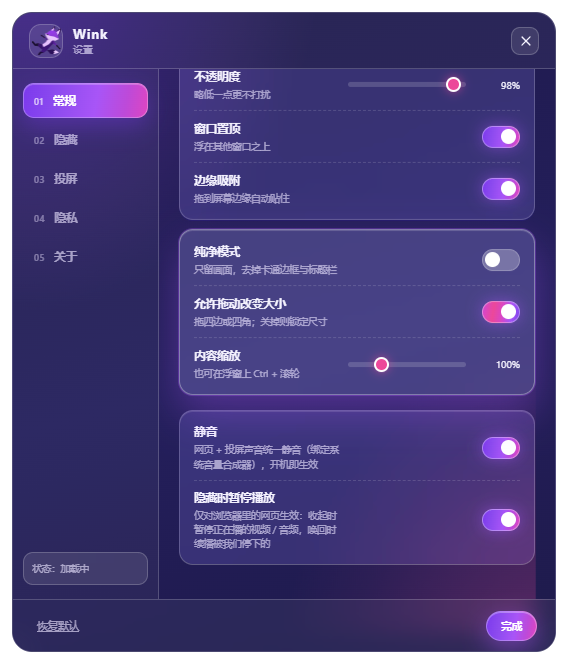 Wink
设置
01 常规
02 隐藏
03 投屏
04 隐私
05 关于
状态：加载中
不透明度
略低一点更不打扰
98%
窗口置顶
浮在其他窗口之上
边缘吸附
拖到屏幕边缘自动贴住
纯净模式
只留画面，去掉卡通边框与标题栏
允许拖动改变大小
拖四边或四角；关掉则锁定尺寸
内容缩放
也可在浮窗上 Ctrl + 滚轮
100%
静音
网页 + 投屏声音统一静音（绑定系
统音量合成器），开机即生效
隐藏时暂停播放
仅对浏览器里的网页生效：收起时
暂停正在播的视频 / 音频，唤回时
续播被我们停下的
恢复默认
完成